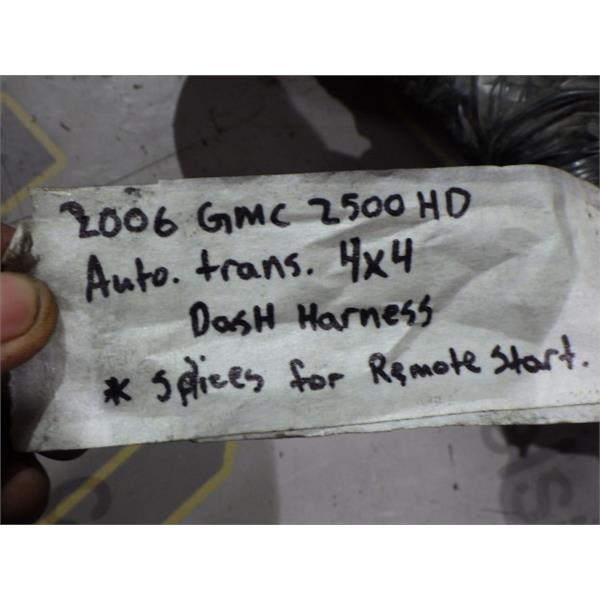 2006 GMC 2500 HD
Auto. trans. 4x4
DasH Harness
* Splices for Remote Start.